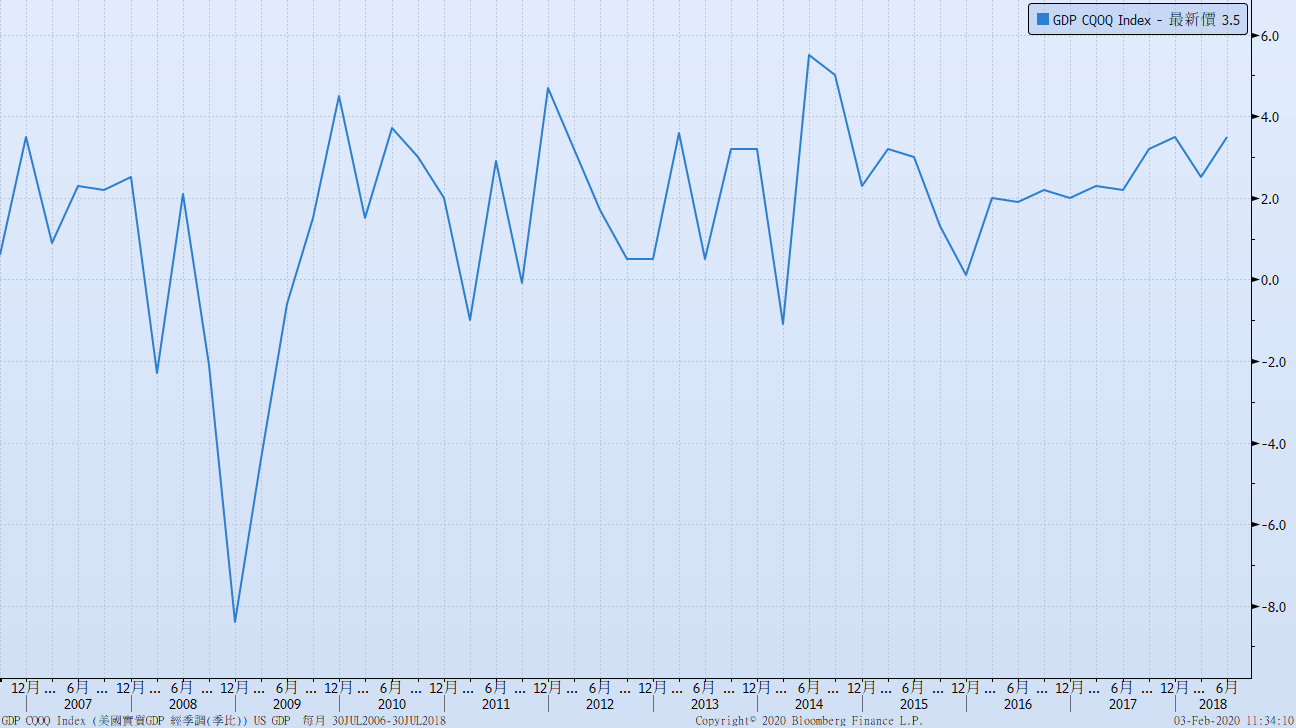 GDP CQOQ Index - 最新價 3.5
6.0
4.0
2.0
0.0
-2.0
-4.0
-6.0
-8.0
12月 ... 6月 ... 12月 ... 6月 ... 12月 ... 6月 ... 12月 ... 6月 ... 12月 ... 6月 ... 12月 ... 6月 ... 12月 ... 6月 ... 12月 ... 6月 ... 12月 ... 6月 ... 12月 ... 6月 ... 12月 ... 6月 ... 12月 ... 6月
2007 2008 2009 2010 2011 2012 2013 2014 2015 2016 2017 2018
GDP CQOQ Index (美國實質GDP 經季調(季比)) US GDP 每月 30JUL2006-30JUL2018 Copyright© 2020 Bloomberg Finance L.P. 03-Feb-2020 11:34:10